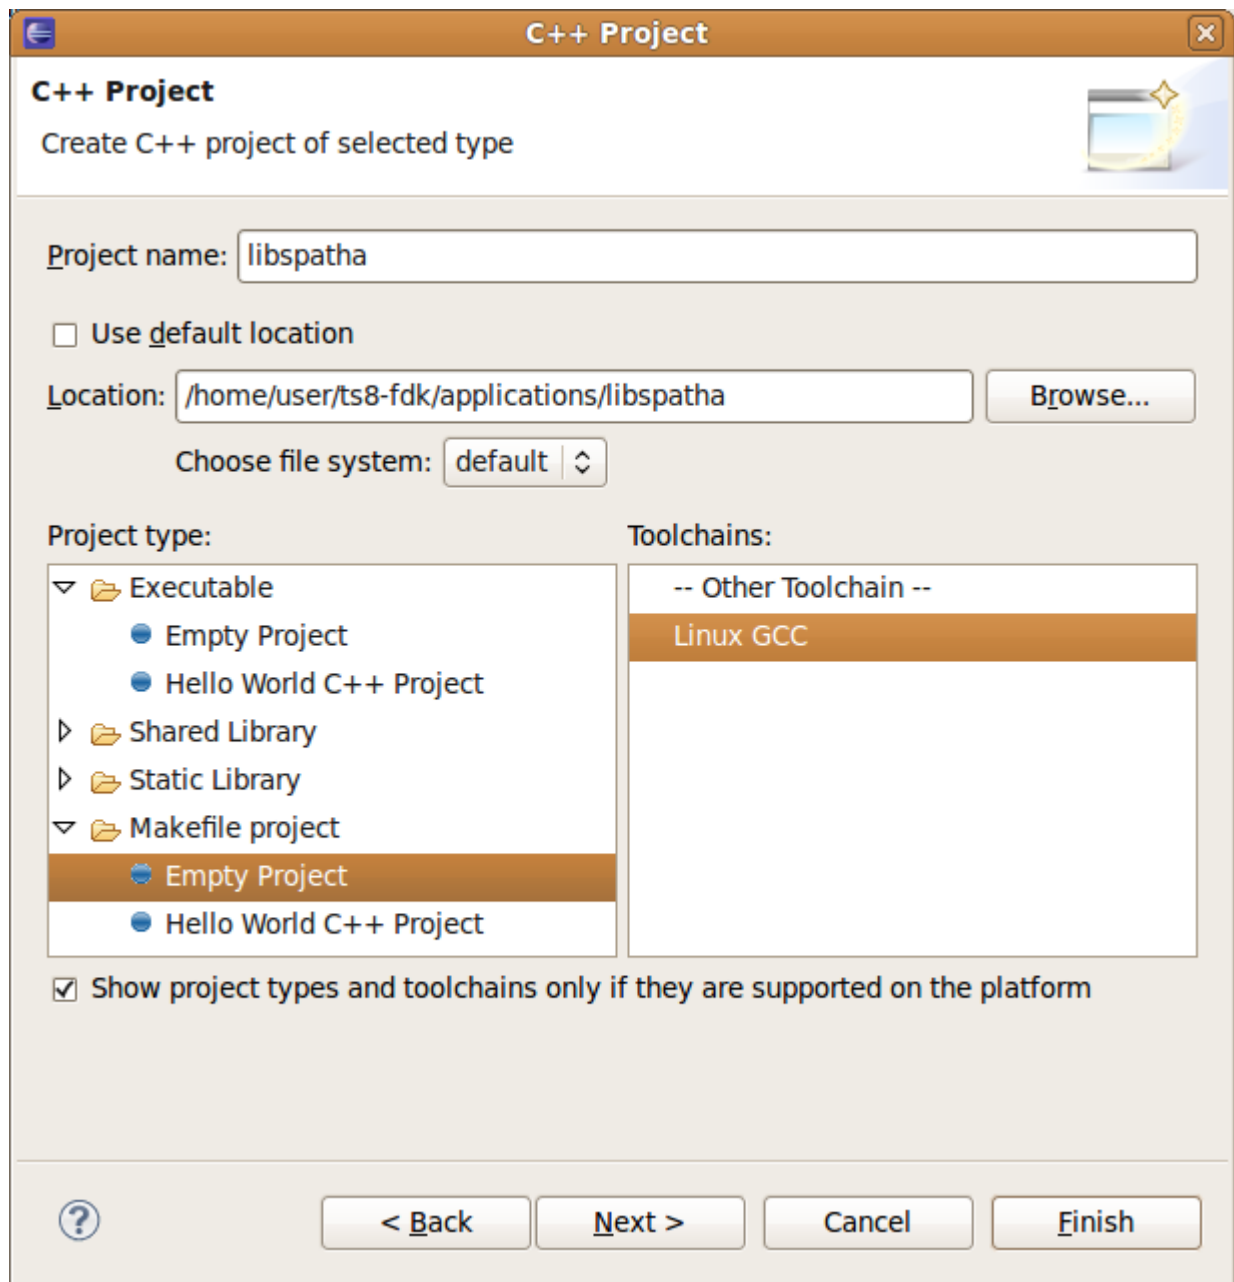 C++ Project
C++ Project
Create C++ project of selected type
Project name: libspatha
Use default location
Location: /home/user/ts8-fdk/applications/libspatha Browse...
Choose file system: default
Project type: Toolchains:
Executable -- Other Toolchain --
Empty Project Linux GCC
Hello World C++ Project
Shared Library
Static Library
Makefile project
Empty Project
Hello World C++ Project
Show project types and toolchains only if they are supported on the platform
? < Back Next > Cancel Finish